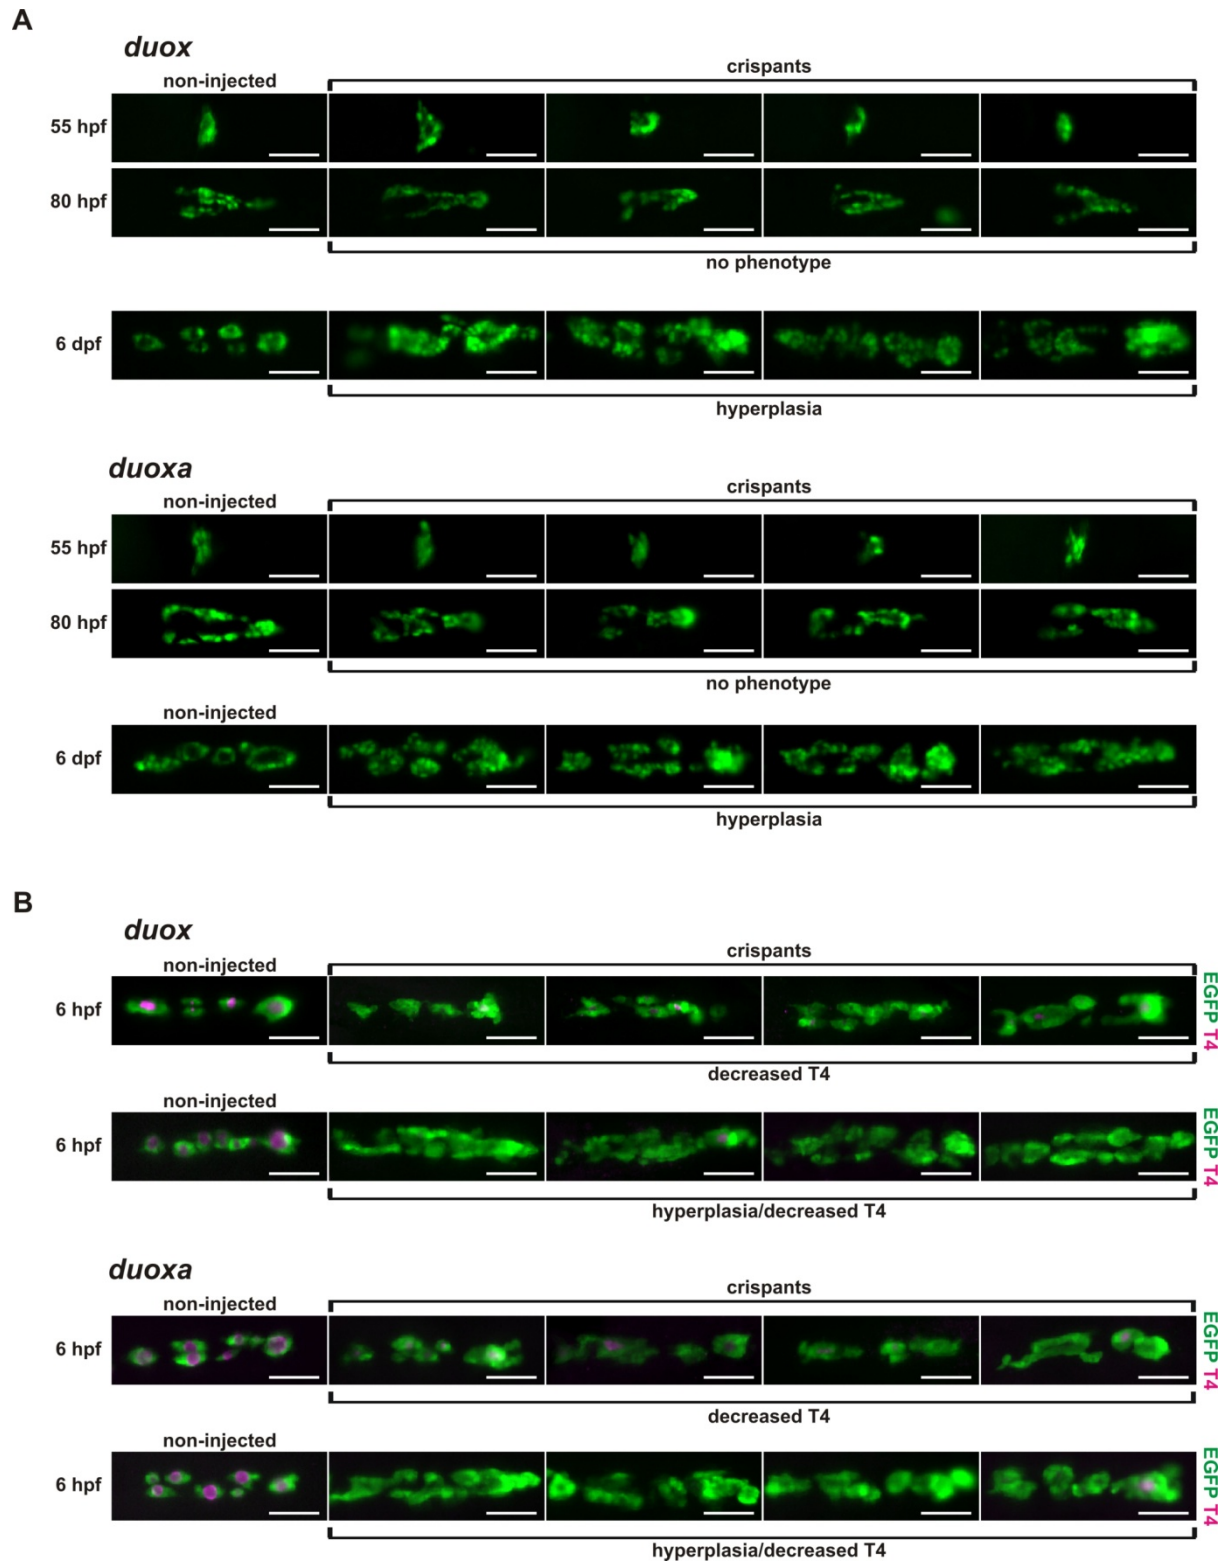 A
duox
non-injected
crispants
55 hpf
80 hpf
no phenotype
6 dpf
hyperplasia
duoxa
non-injected
crispants
55 hpf
80 hpf
no phenotype
non-injected
6 dpf
hyperplasia
B
duox
non-injected
crispants
6 hpf
EGFP T4
decreased T4
non-injected
6 hpf
EGFP T4
hyperplasia/decreased T4
duoxa
non-injected
crispants
6 hpf
EGFP T4
decreased T4
non-injected
6 hpf
EGFP T4
hyperplasia/decreased T4